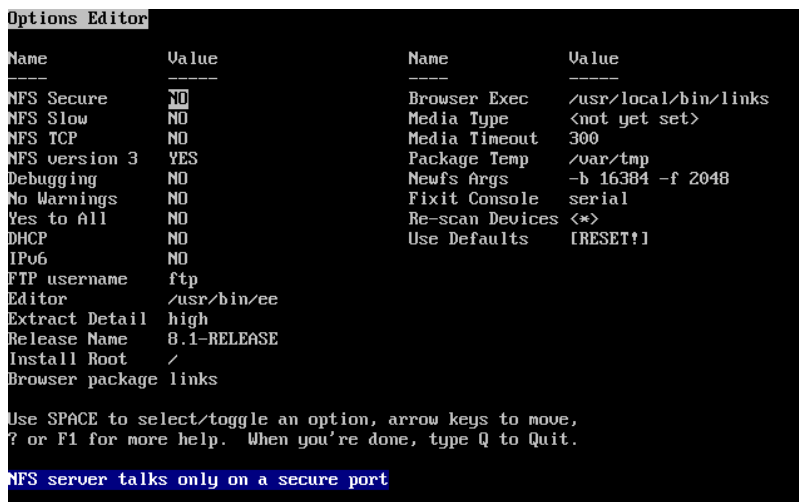 Options Editor
Name Value Name Value
---- ----- ---- -----
NFS Secure NO Browser Exec /usr/local/bin/links
NFS Slow NO Media Type <not yet set>
NFS TCP NO Media Timeout 300
NFS version 3 YES Package Temp /var/tmp
Debugging NO Newfs Args -b 16384 -f 2048
No Warnings NO Fixit Console serial
Yes to All NO Re-scan Devices <*>
DHCP NO Use Defaults [RESET!]
IPv6 NO
FTP username ftp
Editor /usr/bin/ee
Extract Detail high
Release Name 8.1-RELEASE
Install Root /
Browser package links
Use SPACE to select/toggle an option, arrow keys to move,
? or F1 for more help. When you're done, type Q to Quit.
NFS server talks only on a secure port